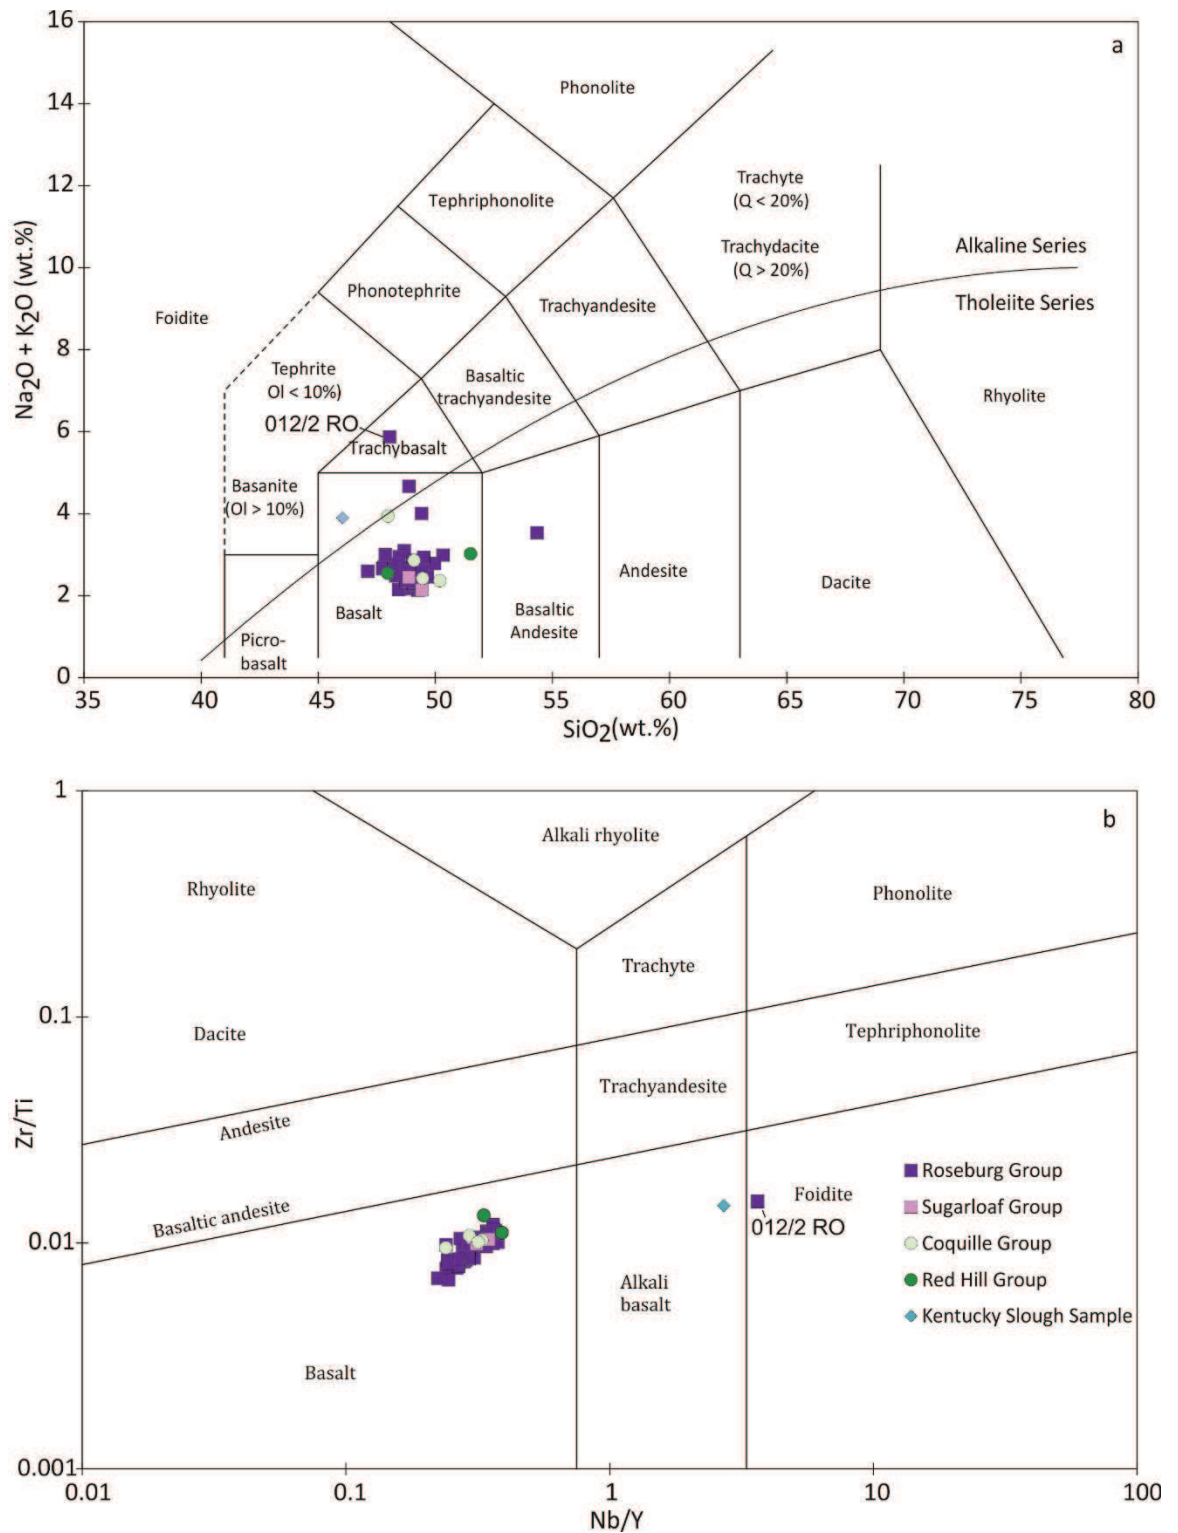 a
16
14
12
10
8
6
4
2
0
Na2O + K2O (wt.%)
Phonolite
Trachyte
(Q < 20%)
Tephriphonolite
Trachydacite
(Q > 20%)
Alkaline Series
Phonotephrite
Trachyandesite
Tholeiite Series
Foidite
Tephrite
Ol < 10%)
Basaltic
trachyandesite
Rhyolite
012/2 RO
Trachybasalt
Basanite
(Ol > 10%)
Andesite
Dacite
Basalt
Basaltic
Andesite
Picro-
basalt
35
40
45
50
55
60
65
70
75
80
SiO2(wt.%)
b
1
0.1
0.01
0.001
Zr/Ti
Alkali rhyolite
Rhyolite
Phonolite
Trachyte
Dacite
Tephriphonolite
Trachyandesite
Andesite
Basaltic andesite
Foidite
012/2 RO
Alkali
basalt
Basalt
Roseburg Group
Sugarloaf Group
Coquille Group
Red Hill Group
Kentucky Slough Sample
0.01
0.1
1
10
100
Nb/Y